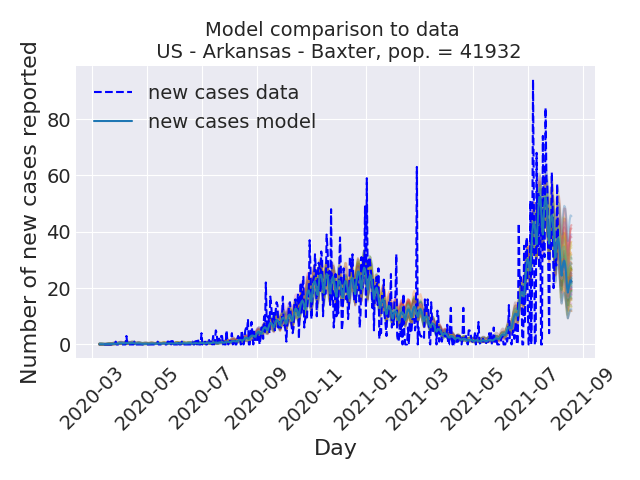 Model comparison to data
US - Arkansas - Baxter, pop. = 41932
Number of new cases reported
80
60
40
20
0
new cases data
new cases model
2020-03
2020-05
2020-07
2020-09
2020-11
2021-01
2021-03
2021-05
2021-07
2021-09
Day